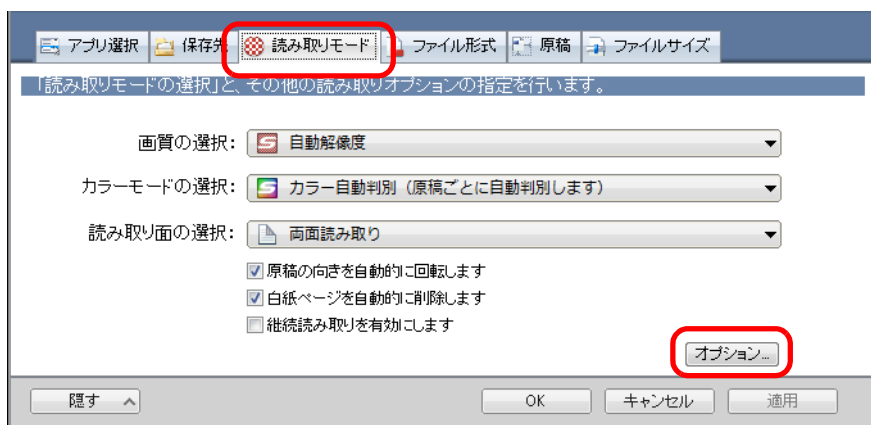 アプリ選択 保存先 読み取りモード ファイル形式 原稿 ファイルサイズ
「読み取りモードの選択」と、その他の読み取りオプションの指定を行います。
画質の選択: 自動解像度
カラーモードの選択: カラー自動判別（原稿ごとに自動判別します）
読み取り面の選択: 両面読み取り
原稿の向きを自動的に回転します
白紙ページを自動的に削除します
継続読み取りを有効にします
オプション...
隠す OK キャンセル 適用